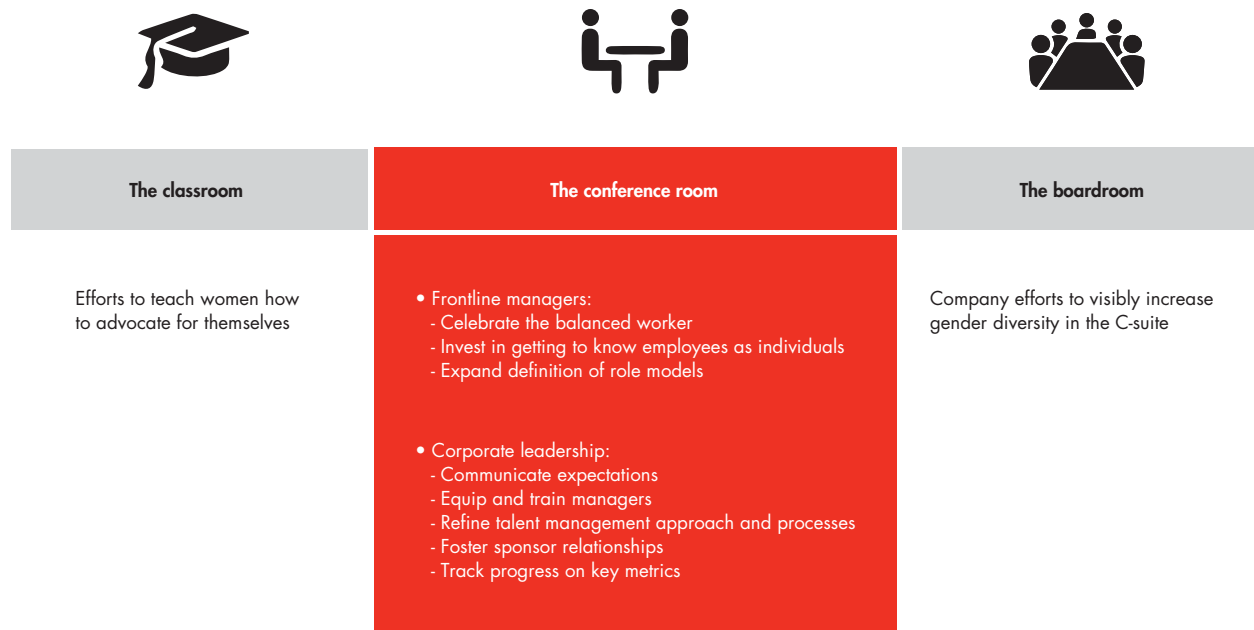 The classroom
The conference room
The boardroom
Efforts to teach women how
to advocate for themselves
• Frontline managers:
- Celebrate the balanced worker
- Invest in getting to know employees as individuals
- Expand definition of role models
• Corporate leadership:
- Communicate expectations
- Equip and train managers
- Refine talent management approach and processes
- Foster sponsor relationships
- Track progress on key metrics
Company efforts to visibly increase
gender diversity in the C-suite